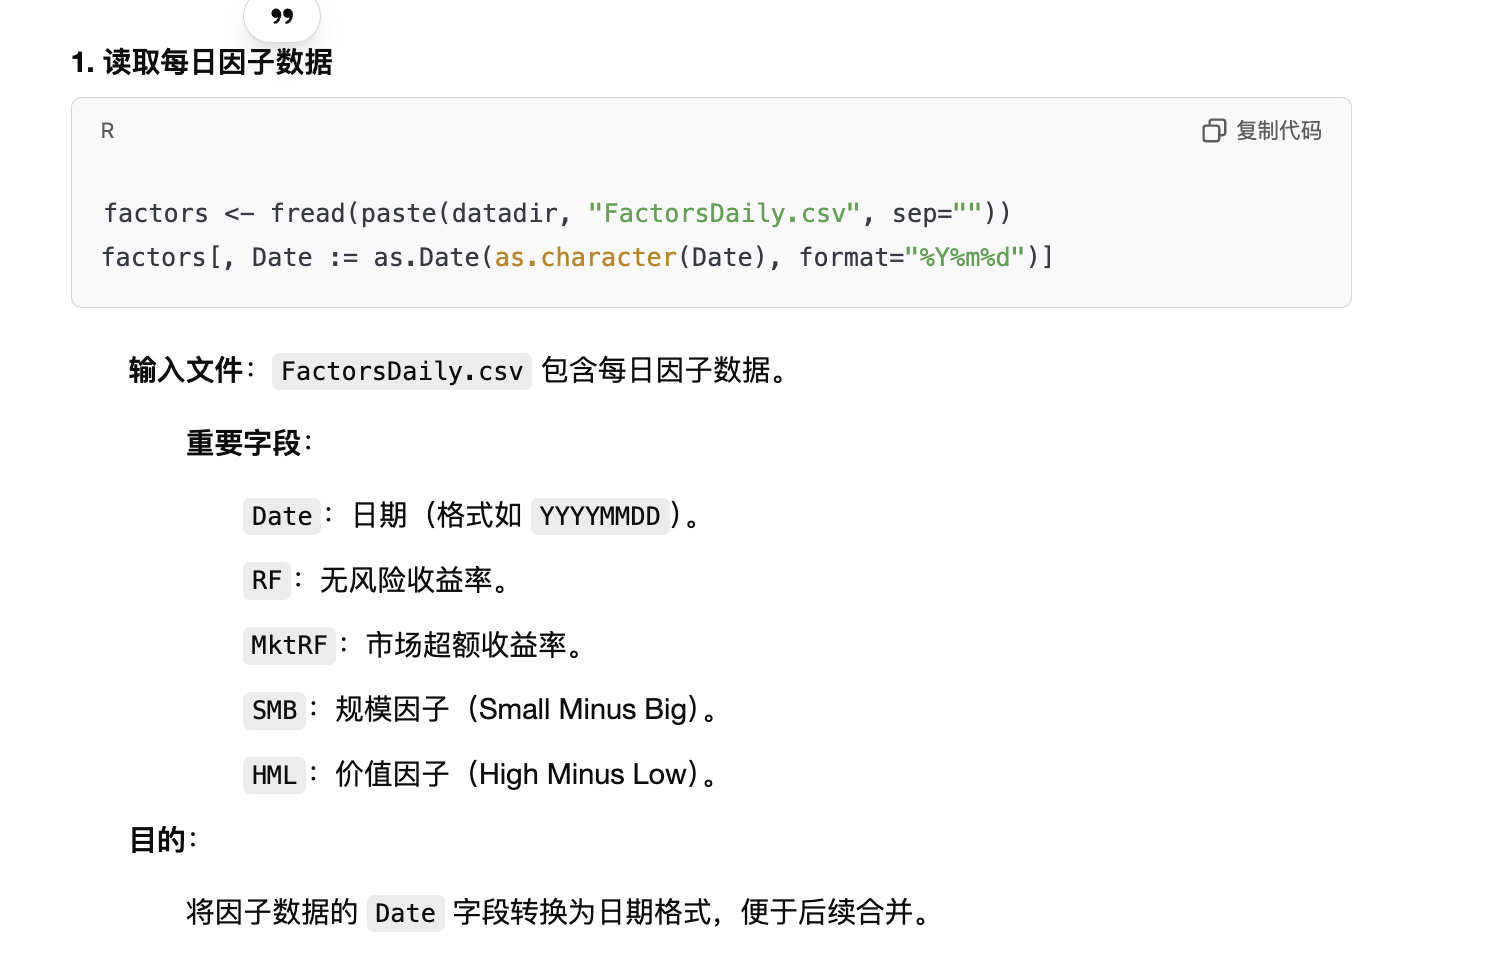 ”
1. 读取每日因子数据
R
复制代码
factors <- fread(paste(datadir, "FactorsDaily.csv", sep=""))
factors[, Date := as.Date(as.character(Date), format="%Y%m%d")]
输入文件： FactorsDaily.csv 包含每日因子数据。
重要字段：
Date： 日期（格式如 YYYYMMDD）。
RF： 无风险收益率。
MktRF： 市场超额收益率。
SMB： 规模因子（Small Minus Big）。
HML： 价值因子（High Minus Low）。
目的：
将因子数据的 Date 字段转换为日期格式，便于后续合并。